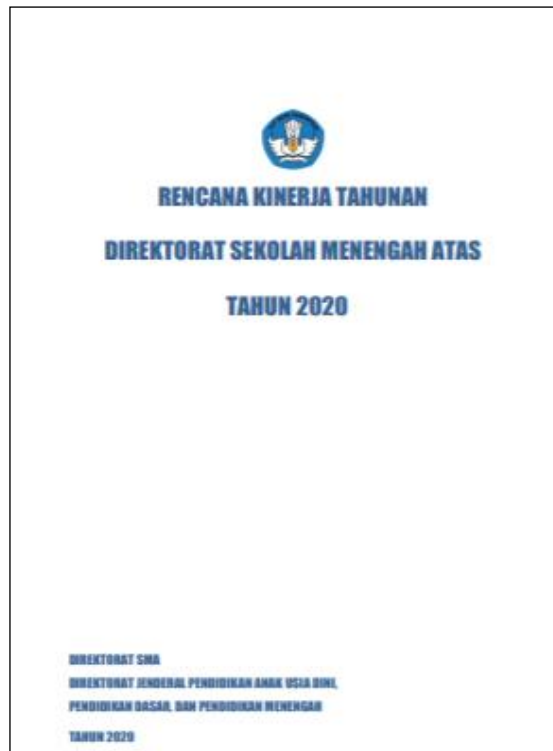 RENCANA KINERJA TAHUNAN
DIREKTORAT SEKOLAH MENENGAH ATAS
TAHUN 2020
DIREKTORAT SMA
DIREKTORAT JENDERAL PENDIDIKAN ANAK USIA DINI,
PENDIDIKAN DASAR, DAN PENDIDIKAN MENENGAH
TAHUN 2020